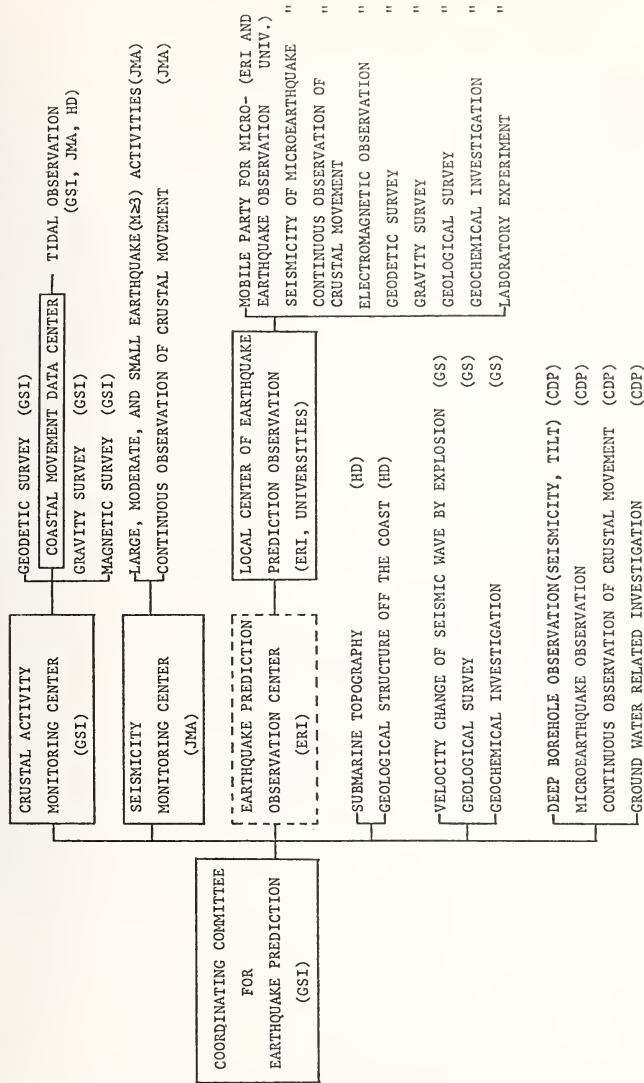 COORDINATING COMMITTEE
FOR
EARTHQUAKE PREDICTION
(GSI)
CRUSTAL ACTIVITY
MONITORING CENTER
(GSI)
GEODETIC SURVEY (GSI)
COASTAL MOVEMENT DATA CENTER
TIDAL OBSERVATION
(GSI, JMA, HD)
GRAVITY SURVEY (GSI)
MAGNETIC SURVEY (GSI)
SEISMICITY
MONITORING CENTER
(JMA)
LARGE, MODERATE, AND SMALL EARTHQUAKE(M≥3) ACTIVITIES(JMA)
CONTINUOUS OBSERVATION OF CRUSTAL MOVEMENT (JMA)
EARTHQUAKE PREDICTION
OBSERVATION CENTER
(ERI)
LOCAL CENTER OF EARTHQUAKE
PREDICTION OBSERVATION
(ERI, UNIVERSITIES)
MOBILE PARTY FOR MICRO- (ERI AND
EARTHQUAKE OBSERVATION UNIV.)
SEISMICITY OF MICROEARTHQUAKE "
CONTINUOUS OBSERVATION OF "
CRUSTAL MOVEMENT
ELECTROMAGNETIC OBSERVATION "
GEODETIC SURVEY "
GRAVITY SURVEY "
GEOLOGICAL SURVEY "
GEOCHEMICAL INVESTIGATION "
LABORATORY EXPERIMENT "
SUBMARINE TOPOGRAPHY (HD)
GEOLOGICAL STRUCTURE OFF THE COAST (HD)
VELOCITY CHANGE OF SEISMIC WAVE BY EXPLOSION (GS)
GEOLOGICAL SURVEY (GS)
GEOCHEMICAL INVESTIGATION (GS)
DEEP BOREHOLE OBSERVATION(SEISMICITY, TILT) (CDP)
MICROEARTHQUAKE OBSERVATION (CDP)
CONTINUOUS OBSERVATION OF CRUSTAL MOVEMENT (CDP)
GROUND WATER RELATED INVESTIGATION (CDP)